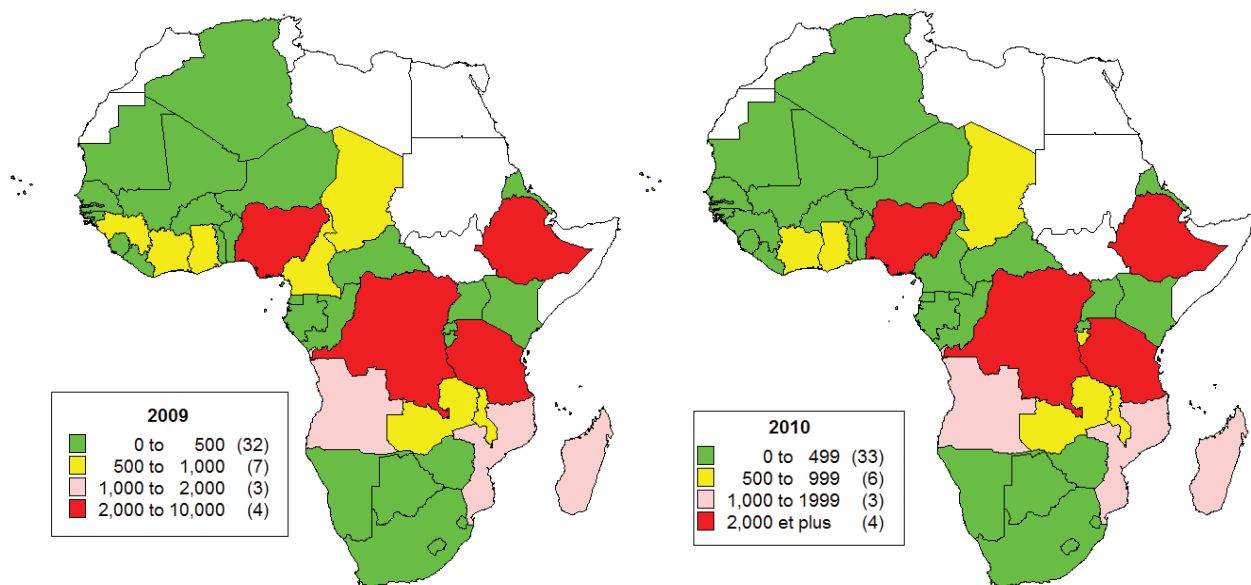 2009
0 to 500 (32)
500 to 1,000 (7)
1,000 to 2,000 (3)
2,000 to 10,000 (4)
2010
0 to 499 (33)
500 to 999 (6)
1,000 to 1999 (3)
2,000 et plus (4)